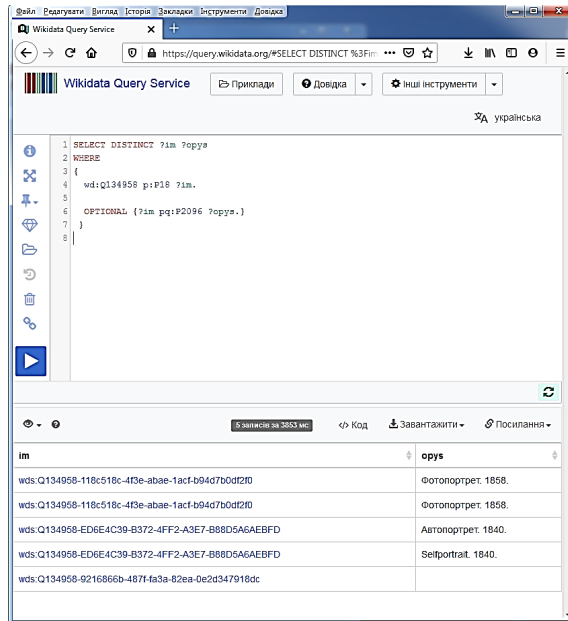 Файл Редагувати Вигляд Історія Закладки Інструменти Довідка
Wikidata Query Service
https://query.wikidata.org/#SELECT DISTINCT %3Fim
Wikidata Query Service
Приклади
Довідка
Інші інструменти
українська
1 SELECT DISTINCT ?im ?opys
2 WHERE
3 {
4 wd:Q134958 p:P18 ?im.
5
6 OPTIONAL {?im pq:P2096 ?opys.}
7 }
8
5 записів за 3853 мс
</> Код
Завантажити
Посилання
im opys
wds:Q134958-118c518c-4f3e-abae-1acf-b94d7b0df2f0 Фотопортрет. 1858.
wds:Q134958-118c518c-4f3e-abae-1acf-b94d7b0df2f0 Фотопортрет. 1858.
wds:Q134958-ED6E4C39-B372-4FF2-A3E7-B88D5A6AEBFD Автопортрет. 1840.
wds:Q134958-ED6E4C39-B372-4FF2-A3E7-B88D5A6AEBFD Selfportrait. 1840.
wds:Q134958-9216866b-487f-fa3a-82ea-0e2d347918dc